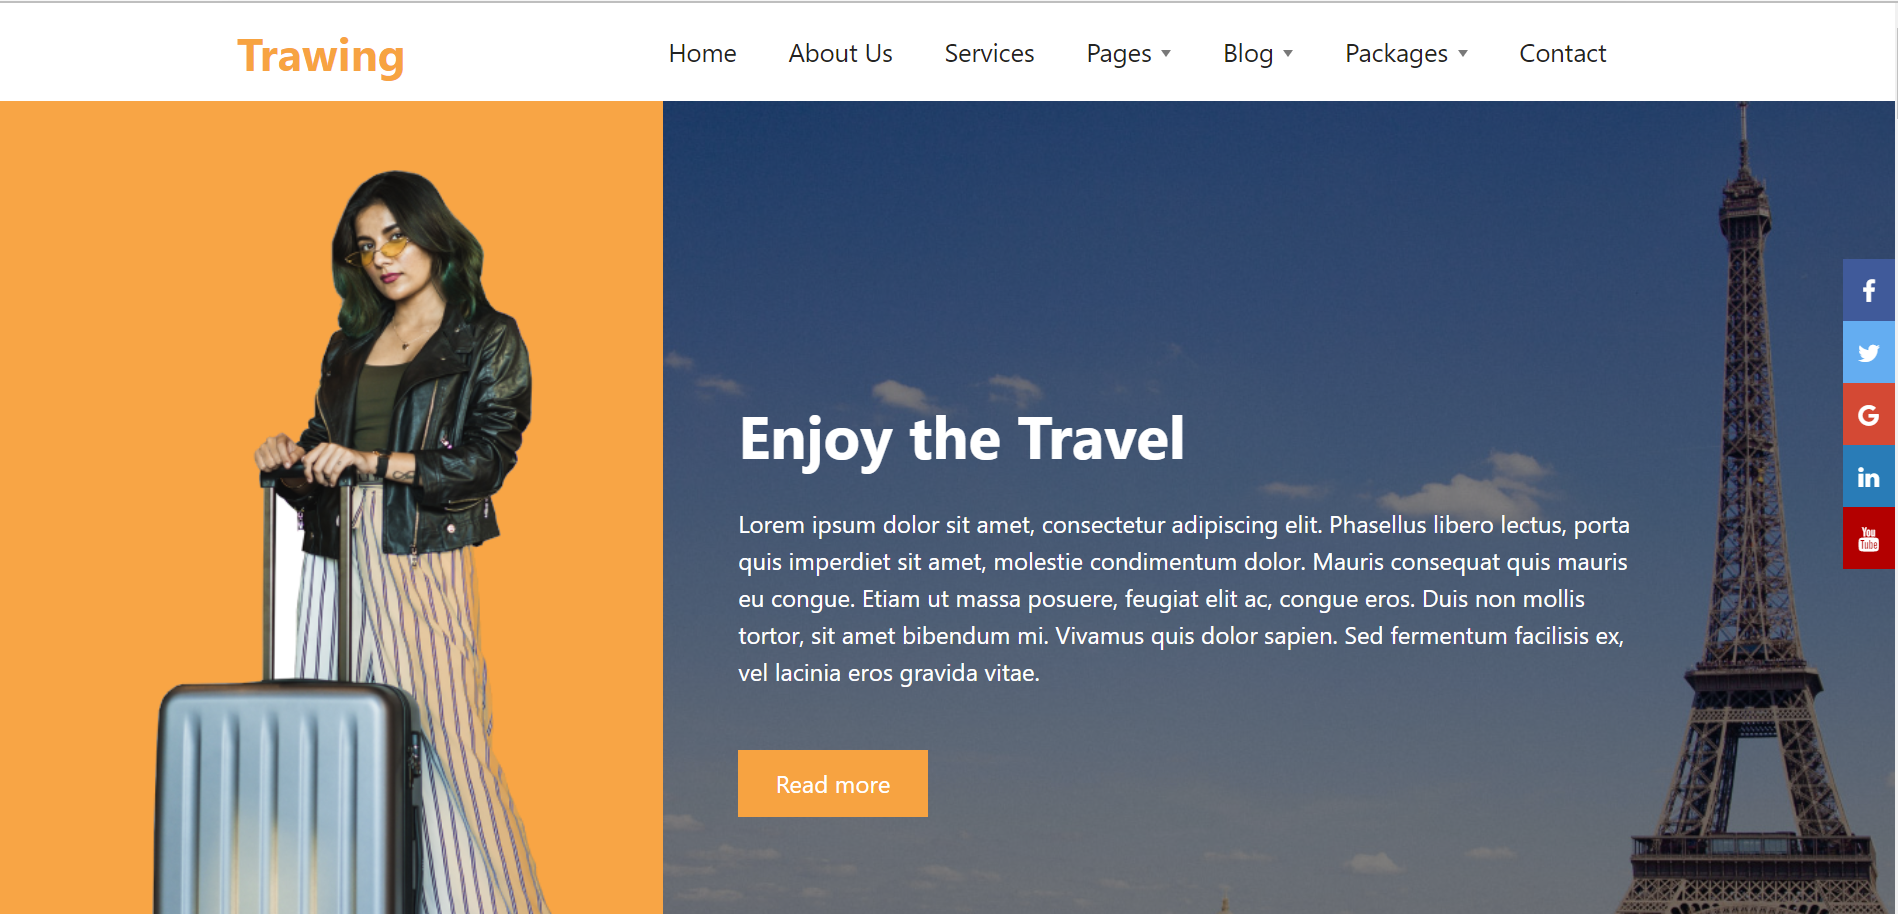 Trawing
Home About Us Services Pages Blog Packages Contact
Enjoy the Travel
Lorem ipsum dolor sit amet, consectetur adipiscing elit. Phasellus libero lectus, porta
quis imperdiet sit amet, molestie condimentum dolor. Mauris consequat quis mauris
eu congue. Etiam ut massa posuere, feugiat elit ac, congue eros. Duis non mollis
tortor, sit amet bibendum mi. Vivamus quis dolor sapien. Sed fermentum facilisis ex,
vel lacinia eros gravida vitae.
Read more
f
G
in
You
Tube